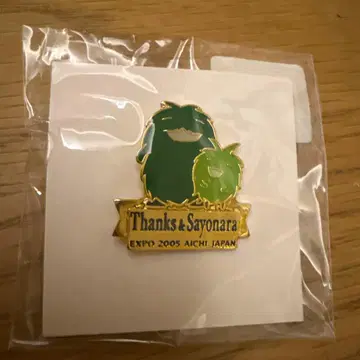 Thanks & Sayonara
EXPO 2005 AICHI JAPAN